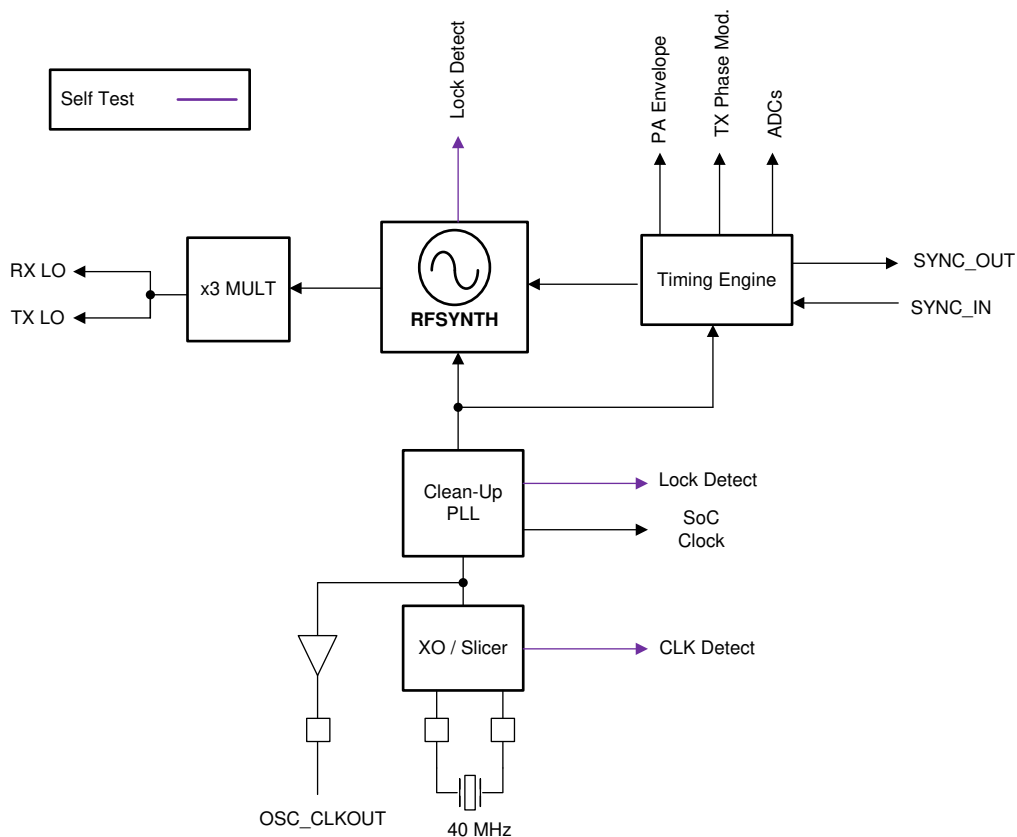 Lock Detect
PA Envelope
TX Phase Mod.
ADCs
Self Test
RX LO
TX LO
x3 MULT
RFSYNTH
Timing Engine
SYNC_OUT
SYNC_IN
Clean-Up
PLL
Lock Detect
SoC
Clock
XO / Slicer
CLK Detect
OSC_CLKOUT
40 MHz